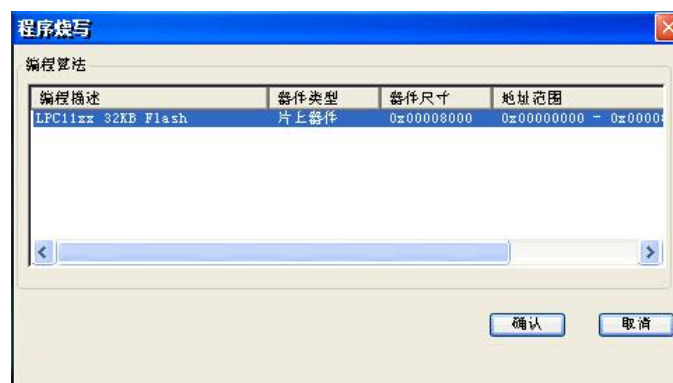 程序烧写
编程算法
编程描述 器件类型 器件尺寸 地址范围
LPC11xx 32KB Flash 片上器件 0x00008000 0x00000000 - 0x0000
确认 取消